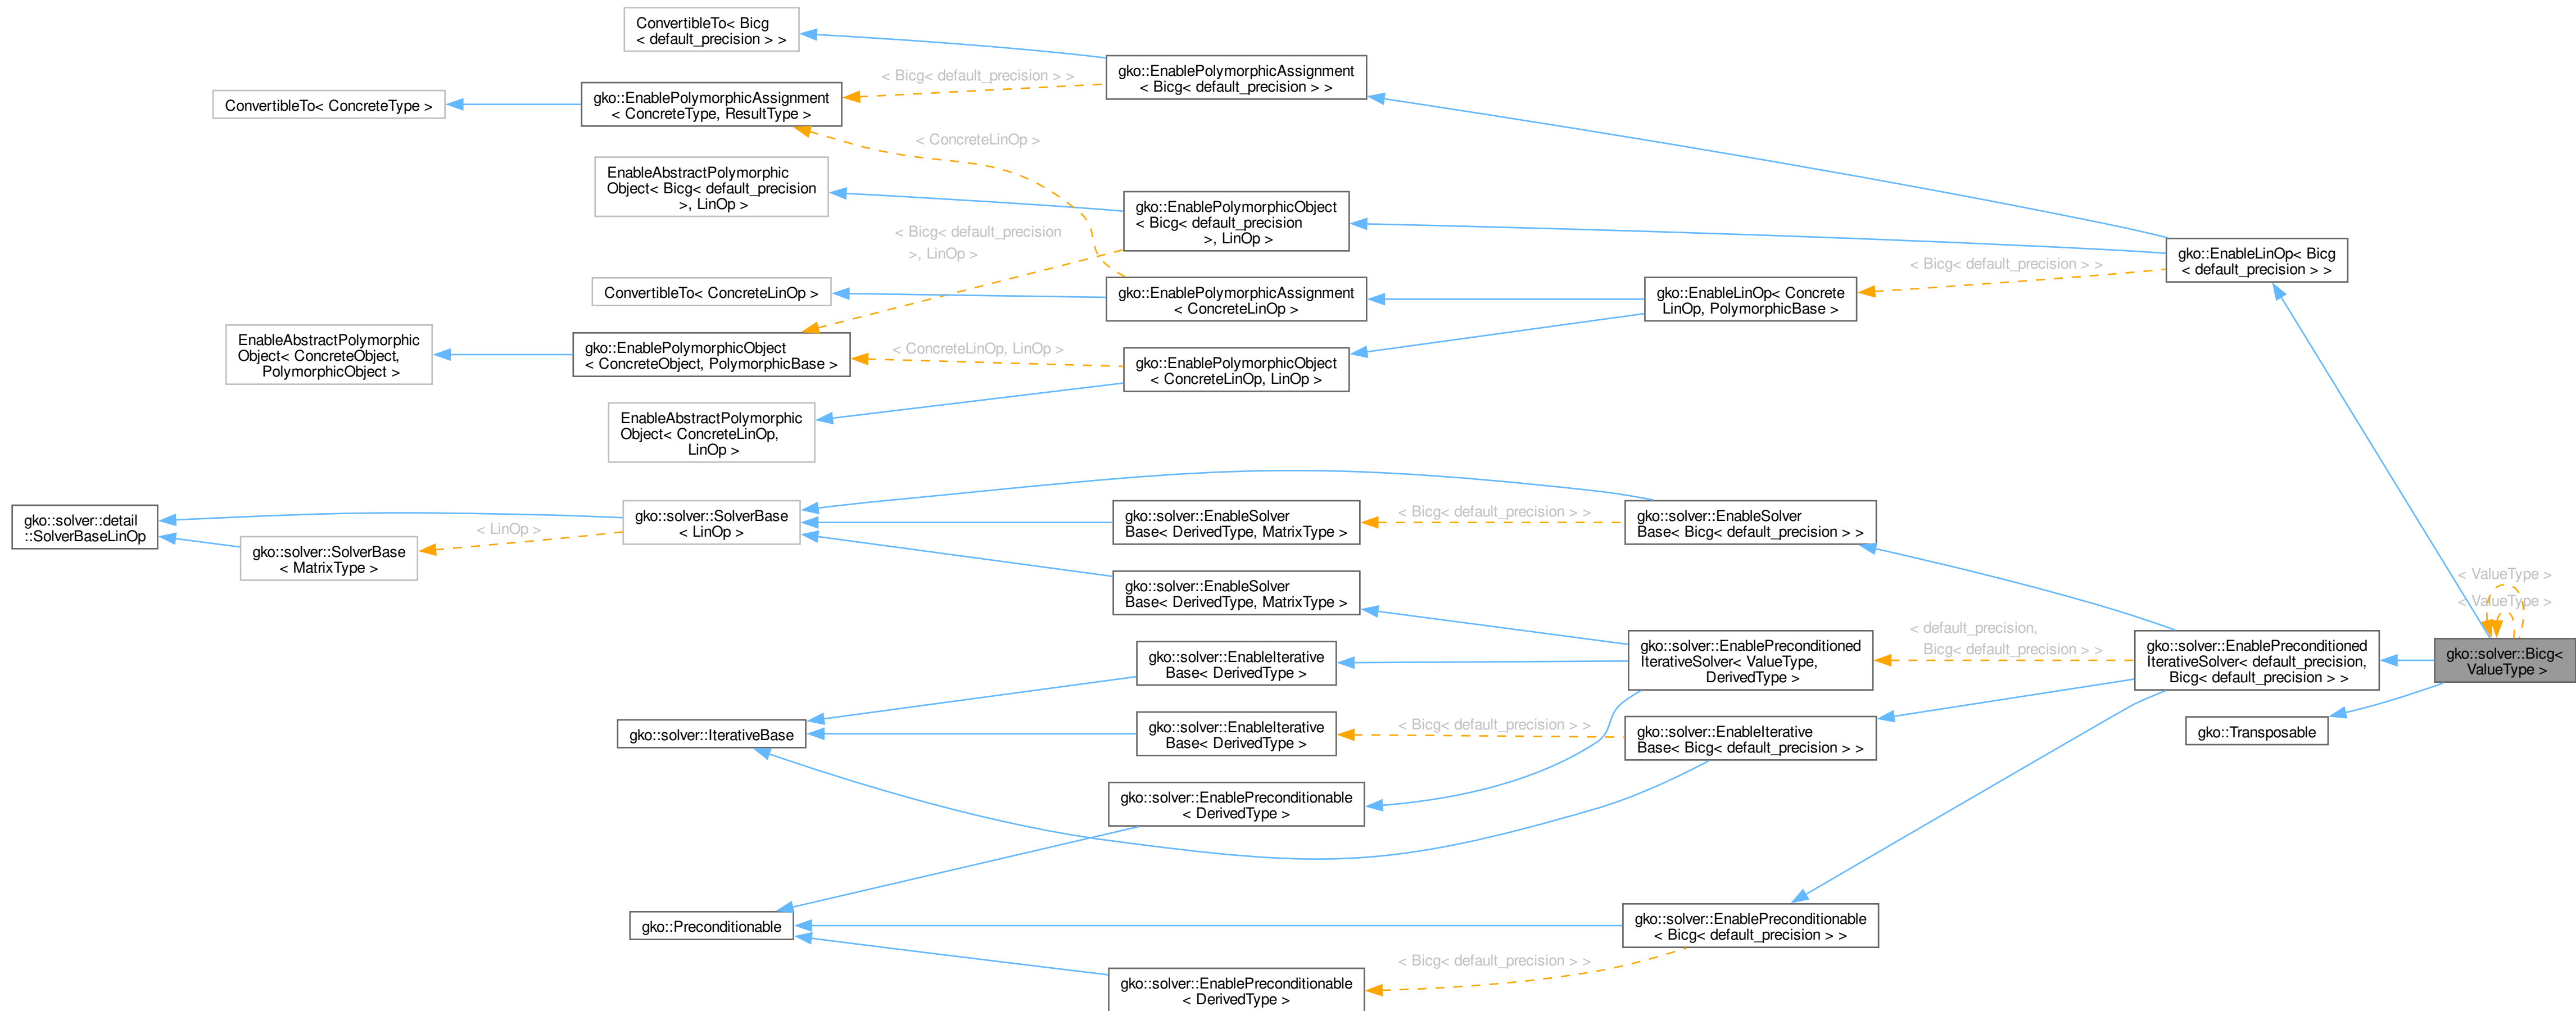 ConvertibleTo< Bicg
< default_precision > >
gko::EnablePolymorphicAssignment
< Bicg< default_precision > >
< Bicg< default_precision > >
gko::EnablePolymorphicAssignment
< ConcreteType, ResultType >
ConvertibleTo< ConcreteType >
< ConcreteLinOp >
EnableAbstractPolymorphic
Object< Bicg< default_precision
>, LinOp >
gko::EnablePolymorphicObject
< Bicg< default_precision
>, LinOp >
< Bicg< default_precision
>, LinOp >
gko::EnableLinOp< Bicg
< default_precision > >
< Bicg< default_precision > >
ConvertibleTo< ConcreteLinOp >
gko::EnablePolymorphicAssignment
< ConcreteLinOp >
gko::EnableLinOp< Concrete
LinOp, PolymorphicBase >
EnableAbstractPolymorphic
Object< ConcreteObject,
PolymorphicObject >
gko::EnablePolymorphicObject
< ConcreteObject, PolymorphicBase >
< ConcreteLinOp, LinOp >
gko::EnablePolymorphicObject
< ConcreteLinOp, LinOp >
EnableAbstractPolymorphic
Object< ConcreteLinOp,
LinOp >
gko::solver::detail
::SolverBaseLinOp
< LinOp >
gko::solver::SolverBase
< MatrixType >
gko::solver::SolverBase
< LinOp >
gko::solver::EnableSolver
Base< DerivedType, MatrixType >
< Bicg< default_precision > >
gko::solver::EnableSolver
Base< Bicg< default_precision > >
gko::solver::EnableSolver
Base< DerivedType, MatrixType >
< ValueType >
< ValueType >
gko::solver::EnableIterative
Base< DerivedType >
gko::solver::EnablePreconditioned
IterativeSolver< ValueType,
DerivedType >
< default_precision,
Bicg< default_precision > >
gko::solver::EnablePreconditioned
IterativeSolver< default_precision,
Bicg< default_precision > >
gko::solver::Bicg<
ValueType >
gko::solver::IterativeBase
gko::solver::EnableIterative
Base< DerivedType >
< Bicg< default_precision > >
gko::solver::EnableIterative
Base< Bicg< default_precision > >
gko::Transposable
gko::solver::EnablePreconditionable
< DerivedType >
gko::Preconditionable
gko::solver::EnablePreconditionable
< Bicg< default_precision > >
< Bicg< default_precision > >
gko::solver::EnablePreconditionable
< DerivedType >